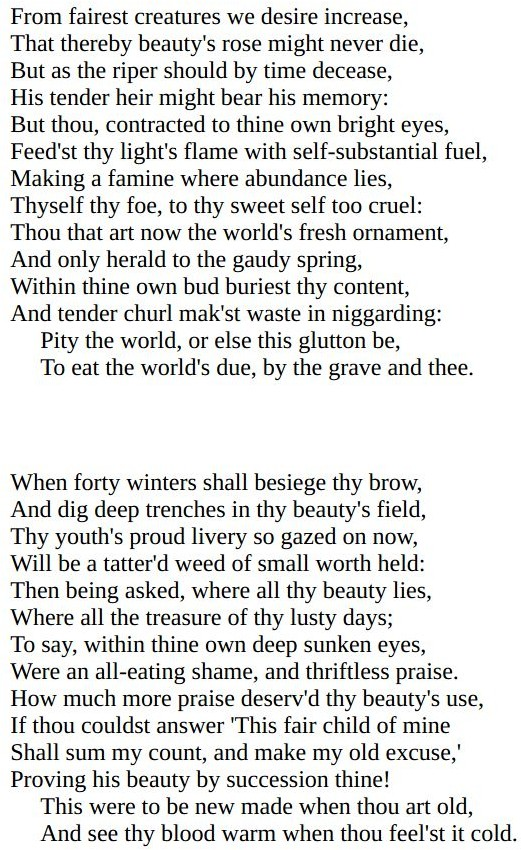 From fairest creatures we desire increase,
That thereby beauty's rose might never die,
But as the riper should by time decease,
His tender heir might bear his memory:
But thou, contracted to thine own bright eyes,
Feed'st thy light's flame with self-substantial fuel,
Making a famine where abundance lies,
Thyself thy foe, to thy sweet self too cruel:
Thou that art now the world's fresh ornament,
And only herald to the gaudy spring,
Within thine own bud buriest thy content,
And tender churl mak'st waste in niggarding:
Pity the world, or else this glutton be,
To eat the world's due, by the grave and thee.
When forty winters shall besiege thy brow,
And dig deep trenches in thy beauty's field,
Thy youth's proud livery so gazed on now,
Will be a tatter'd weed of small worth held:
Then being asked, where all thy beauty lies,
Where all the treasure of thy lusty days;
To say, within thine own deep sunken eyes,
Were an all-eating shame, and thriftless praise.
How much more praise deserv'd thy beauty's use,
If thou couldst answer 'This fair child of mine
Shall sum my count, and make my old excuse,'
Proving his beauty by succession thine!
This were to be new made when thou art old,
And see thy blood warm when thou feel'st it cold.